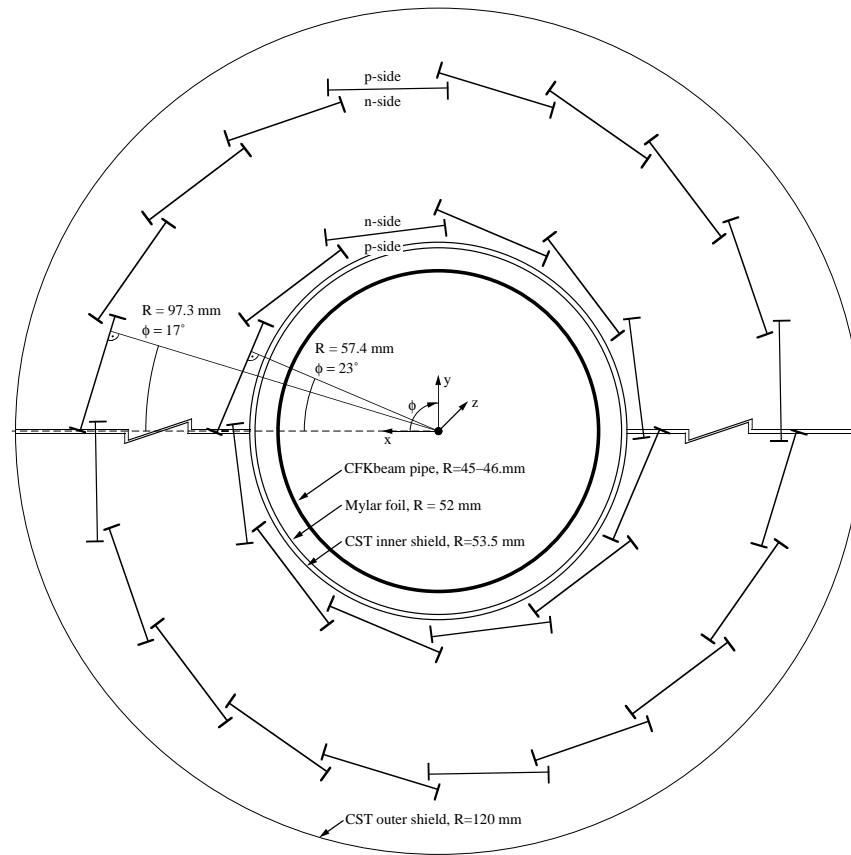 p-side
n-side
n-side
p-side
R = 97.3 mm
ϕ = 17˚
R = 57.4 mm
ϕ = 23˚
ϕ
y
z
x
CFKbeam pipe, R=45–46.mm
Mylar foil, R = 52 mm
CST inner shield, R=53.5 mm
CST outer shield, R=120 mm